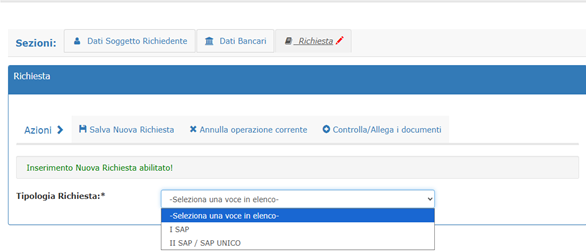 Sezioni: Dati Soggetto Richiedente Dati Bancari Richiesta
Richiesta
Azioni Salva Nuova Richiesta Annulla operazione corrente Controlla/Allega i documenti
Inserimento Nuova Richiesta abilitato!
Tipologia Richiesta:* -Seleziona una voce in elenco-
-Seleziona una voce in elenco-
I SAP
II SAP / SAP UNICO